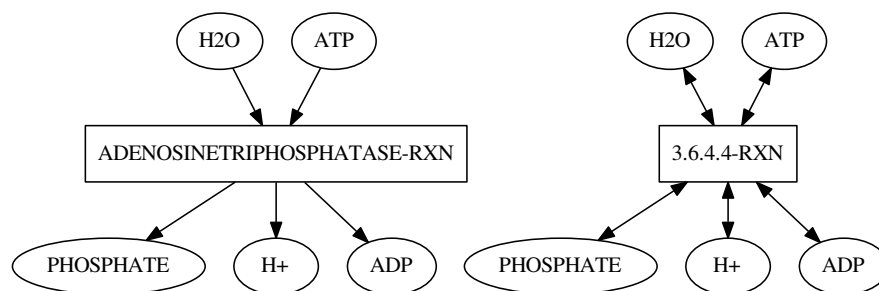 H2O ATP H2O ATP
ADENOSINETRIPHOSPHATASE-RXN 3.6.4.4-RXN
PHOSPHATE H+ ADP PHOSPHATE H+ ADP